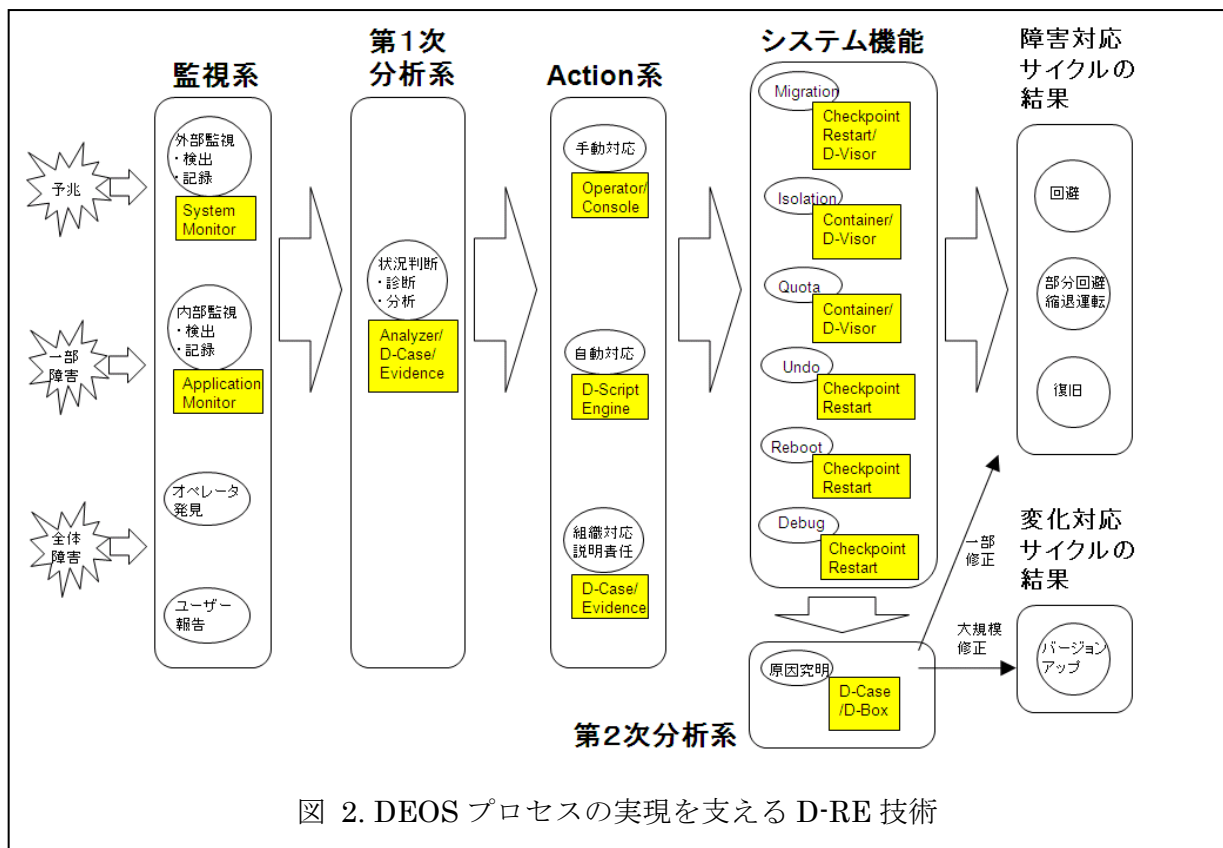 監視系
第1次
分析系
Action系
システム機能
障害対応
サイクルの
結果
予兆
一部
障害
全体
障害
外部監視
・検出
・記録
System
Monitor
内部監視
・検出
・記録
Application
Monitor
オペレータ
発見
ユーザー
報告
状況判断
・診断
・分析
Analyzer/
D-Case/
Evidence
手動対応
Operator/
Console
自動対応
D-Script
Engine
組織対応
説明責任
D-Case/
Evidence
Migration
Checkpoint
Restart/
D-Visor
Isolation
Container/
D-Visor
Quota
Container/
D-Visor
Undo
Checkpoint
Restart
Reboot
Checkpoint
Restart
Debug
Checkpoint
Restart
回避
部分回避
縮退運転
復旧
一部
修正
変化対応
サイクルの
結果
大規模
修正
バージョン
アップ
原因究明
D-Case
/D-Box
第2次分析系
図 2. DEOS プロセスの実現を支える D-RE 技術